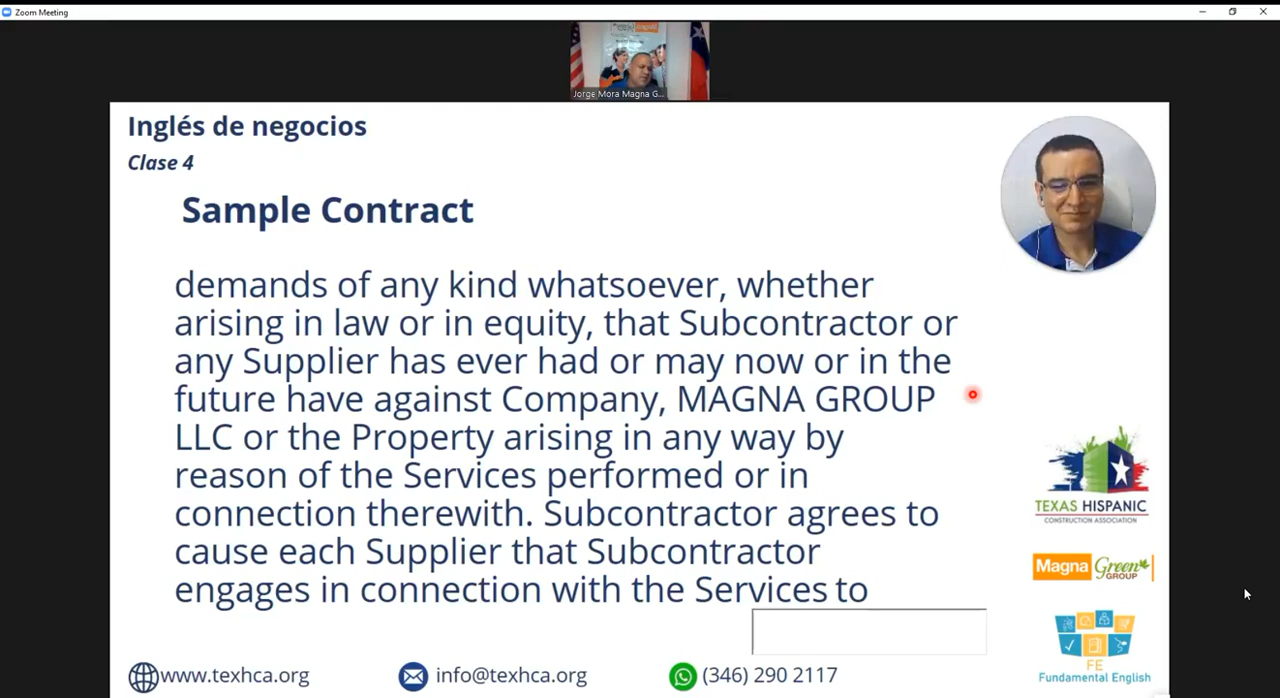 Zoom Meeting
Jorge Mora Magna G...
Inglés de negocios
Clase 4
Sample Contract
demands of any kind whatsoever, whether
arising in law or in equity, that Subcontractor or
any Supplier has ever had or may now or in the
future have against Company, MAGNA GROUP
LLC or the Property arising in any way by
reason of the Services performed or in
connection therewith. Subcontractor agrees to
cause each Supplier that Subcontractor
engages in connection with the Services to
TEXAS HISPANIC
CONSTRUCTION ASSOCIATION
Magna Green
GROUP
FE
Fundamental English
www.texhca.org
info@texhca.org
(346) 290 2117